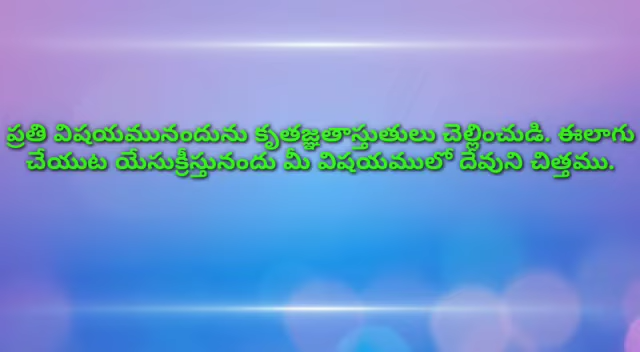 ప్రతి విషయమునందును కృతజ్ఞతాస్తుతులు చెల్లించుడి. ఈలాగు
చేయుట యేసుక్రీస్తునందు మీ విషయములో దేవుని చిత్తము.